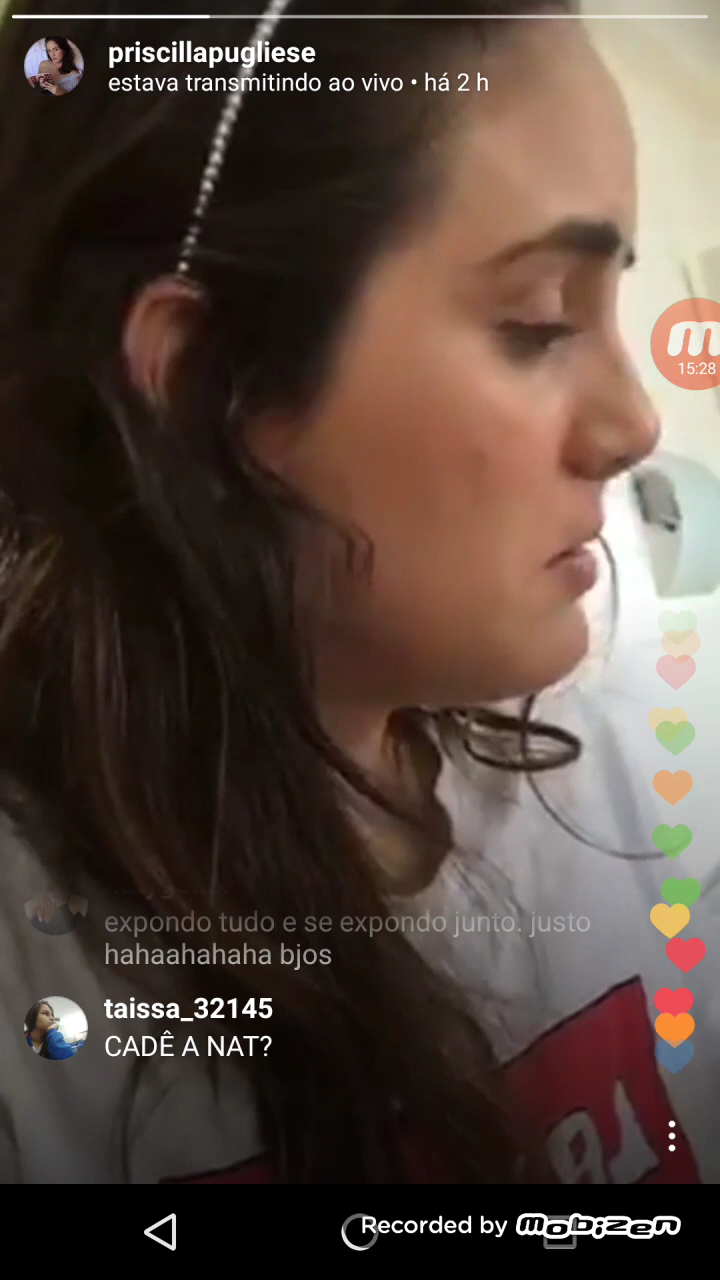 priscillapugliese
estava transmitindo ao vivo • há 2 h
m
15:28
expondo tudo e se expondo junto. justo
hahaahahaha bjos
taissa_32145
CADÊ A NAT?
Recorded by mobizen